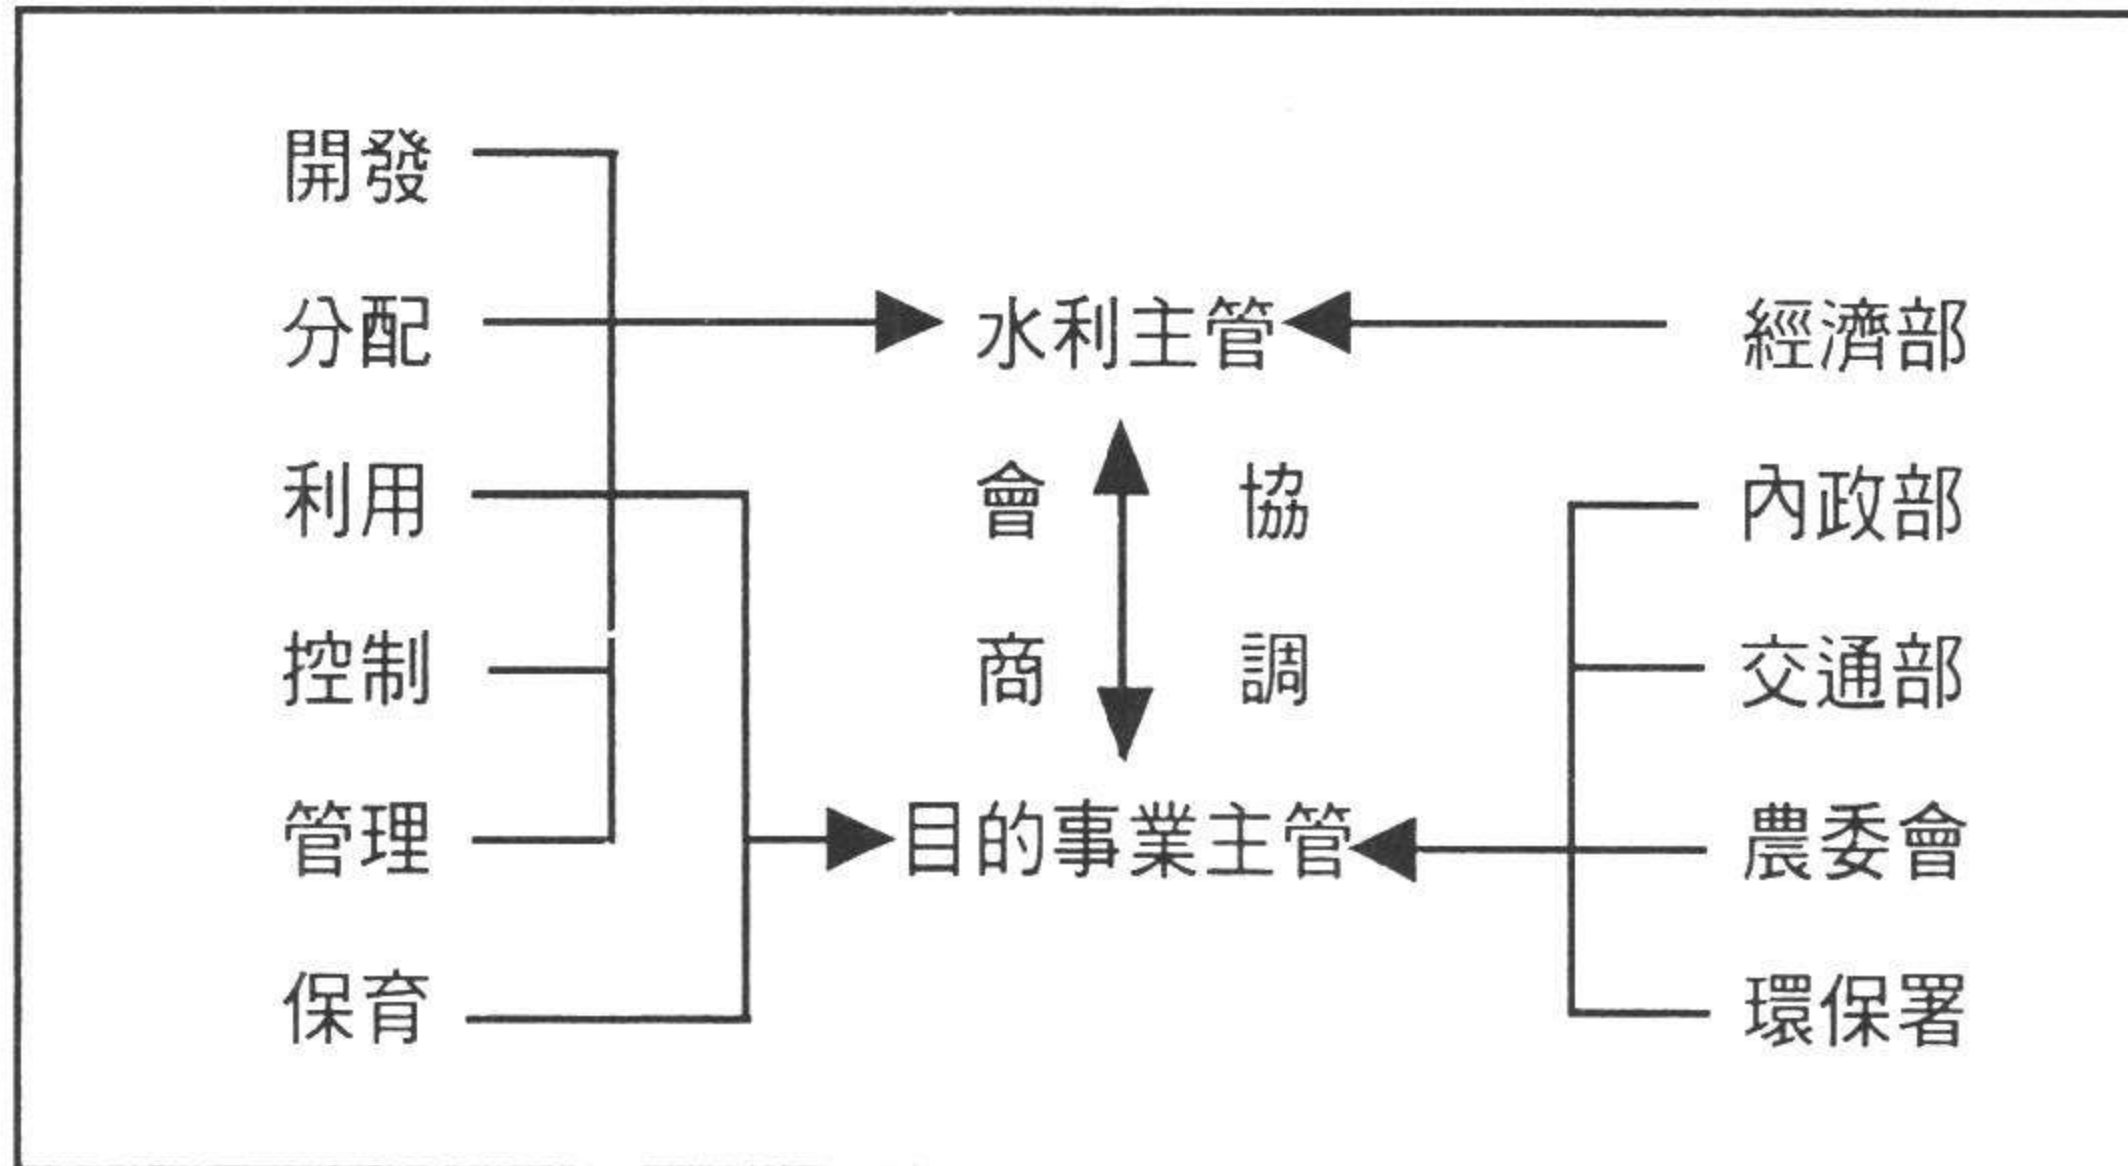 開發
分配
利用
控制
管理
保育
水利主管
會商
協調
目的事業主管
經濟部
內政部
交通部
農委會
環保署